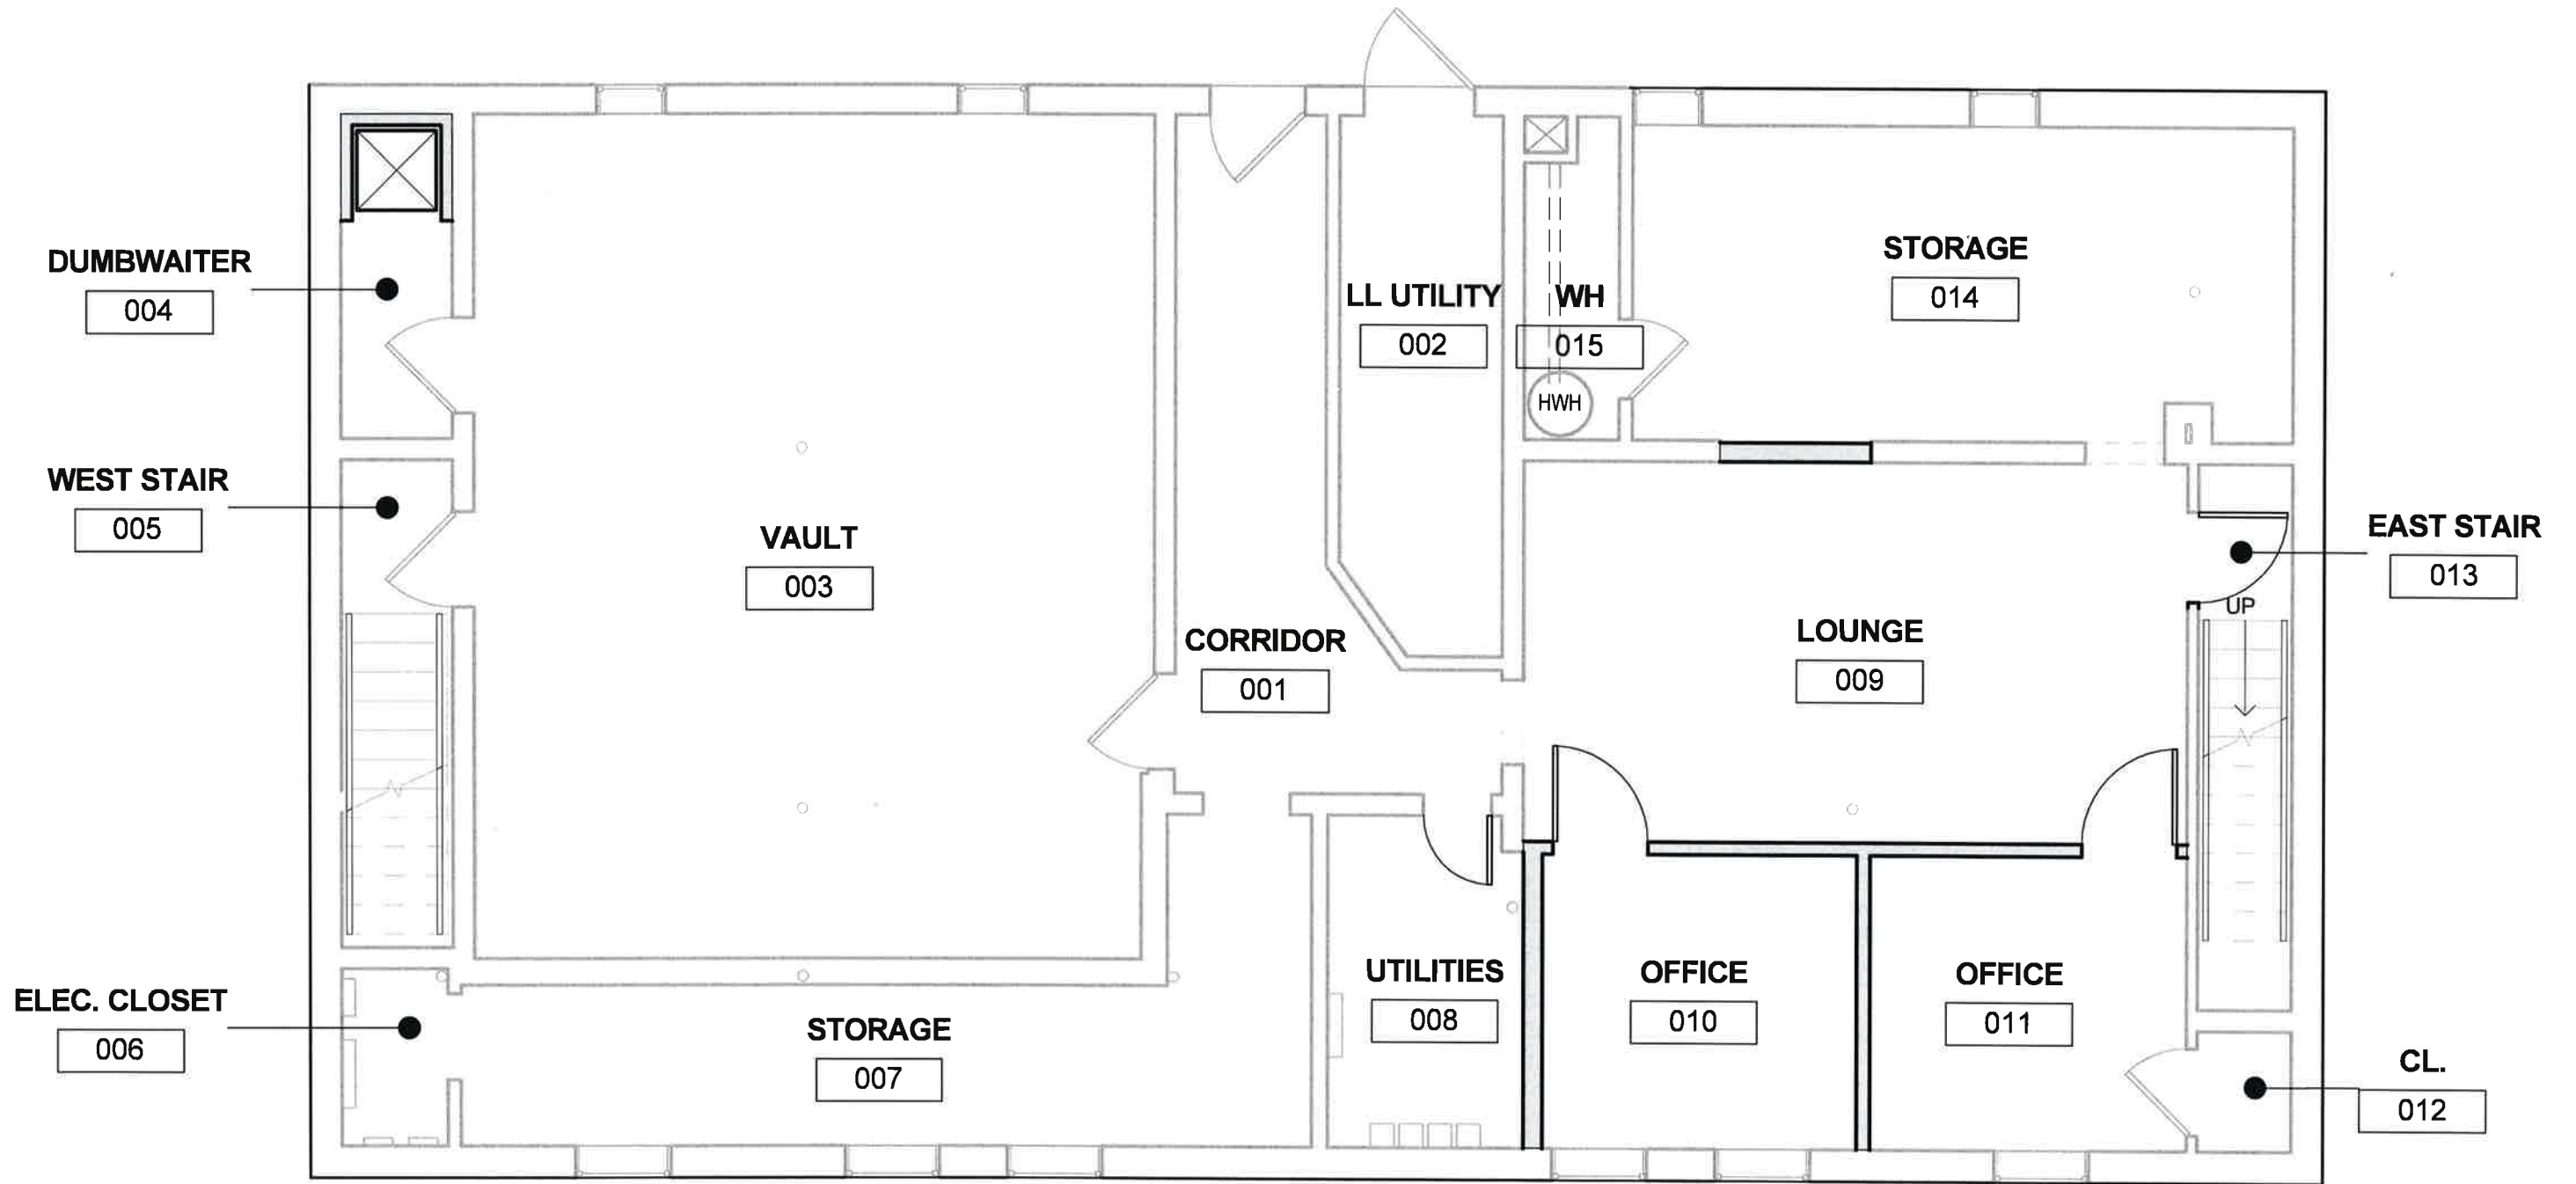 DUMBWAITER
004
WEST STAIR
005
ELEC. CLOSET
006
VAULT
003
STORAGE
007
CORRIDOR
001
LL UTILITY
002
WH
015
HWH
UTILITIES
008
STORAGE
014
LOUNGE
009
OFFICE
010
OFFICE
011
EAST STAIR
013
UP
CL.
012